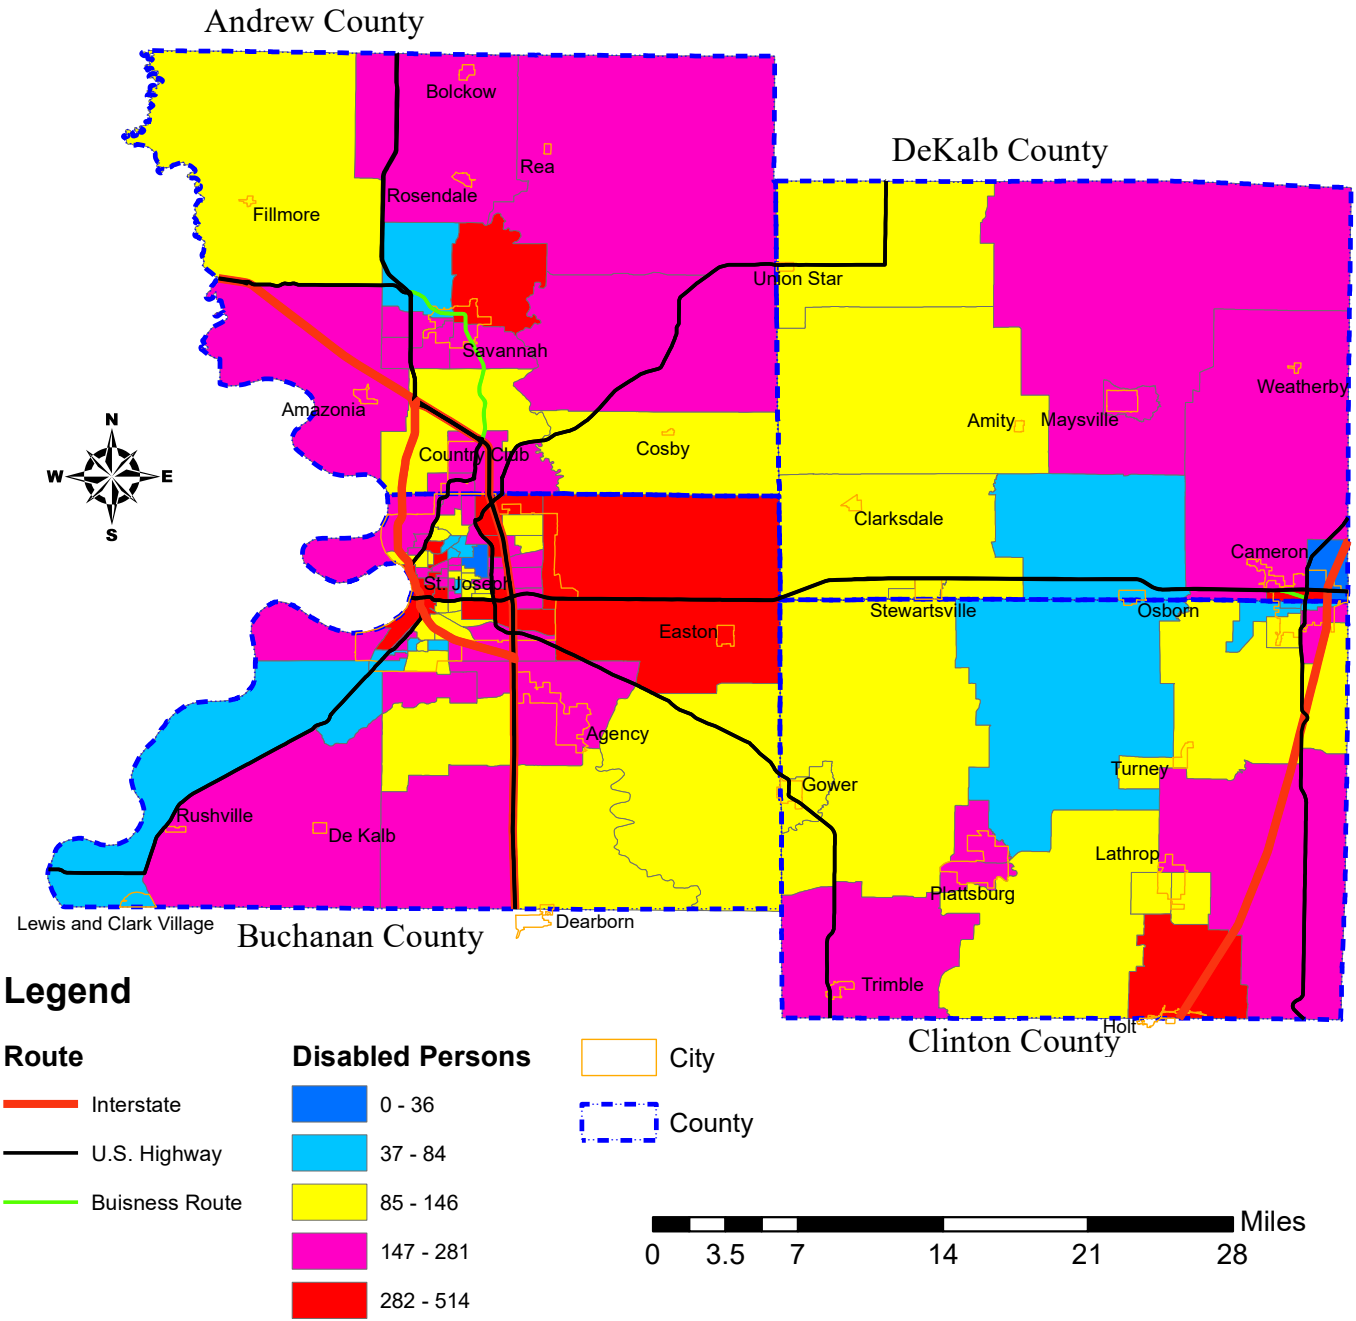 Andrew County
Bolckow
DeKalb County
Rea
Rosendale
Fillmore
Union Star
Savannah
Weatherby
Amazonia
N
Amity
Maysville
Country Club
Cosby
W
E
Clarksdale
S
Cameron
St. Joseph
Stewartsville
Osborn
Easton
Agency
Turney
Gower
Rushville
De Kalb
Lathrop
Plattsburg
Lewis and Clark Village
Dearborn
Buchanan County
Trimble
Holt
Clinton County
Legend
Route
Disabled Persons
City
Interstate
0 - 36
County
U.S. Highway
37 - 84
Buisness Route
85 - 146
Miles
147 - 281
0 3.5 7 14 21 28
282 - 514